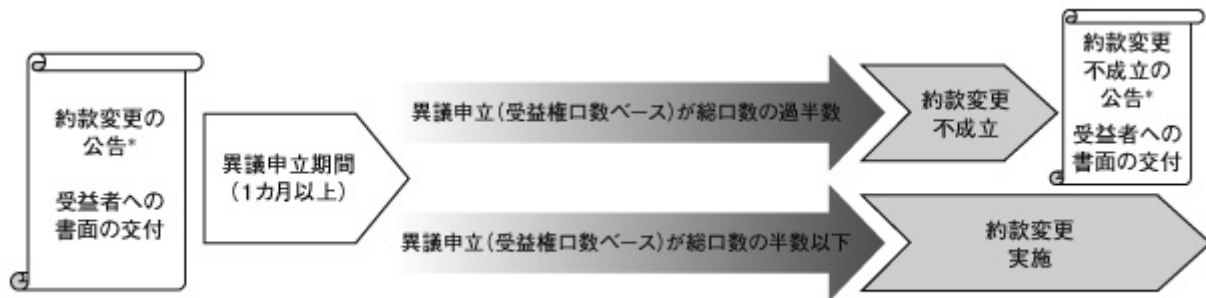 約款変更の
公告*
受益者への
書面の交付
異議申立期間
(1カ月以上)
異議申立(受益権口数ベース)が総口数の過半数
約款変更
不成立
約款変更
不成立の
公告*
受益者への
書面の交付
異議申立(受益権口数ベース)が総口数の半数以下
約款変更
実施